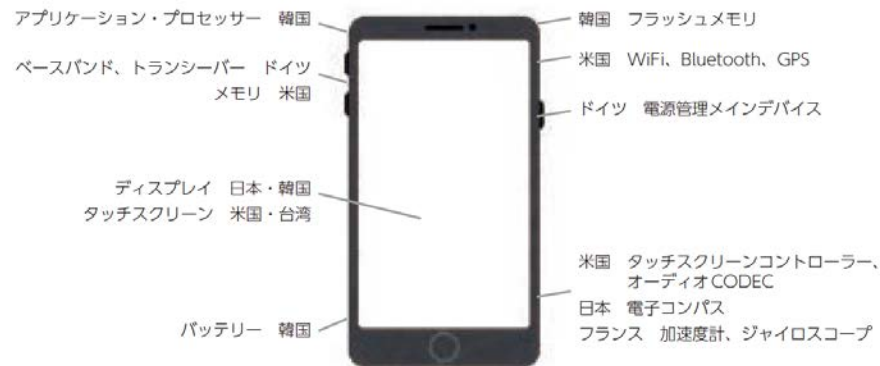 アプリケーション・プロセッサー　韓国
ベースバンド、トランシーバー　ドイツ
メモリ　米国
ディスプレイ　日本・韓国
タッチスクリーン　米国・台湾
バッテリー　韓国
韓国　フラッシュメモリ
米国　WiFi、Bluetooth、GPS
ドイツ　電源管理メインデバイス
米国　タッチスクリーンコントローラー、
オーディオCODEC
日本　電子コンパス
フランス　加速度計、ジャイロスコープ